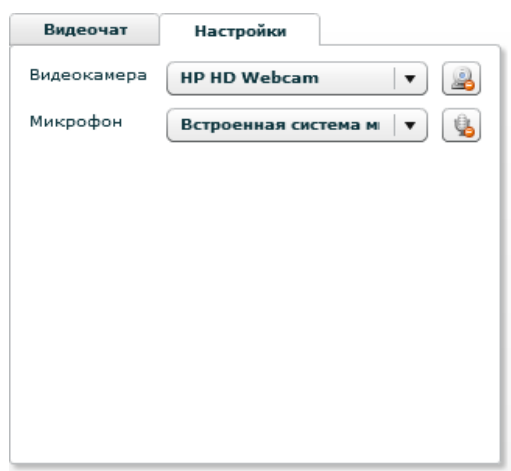 Видеочат
Настройки
Видеокамера
HP HD Webcam
Микрофон
Встроенная система м